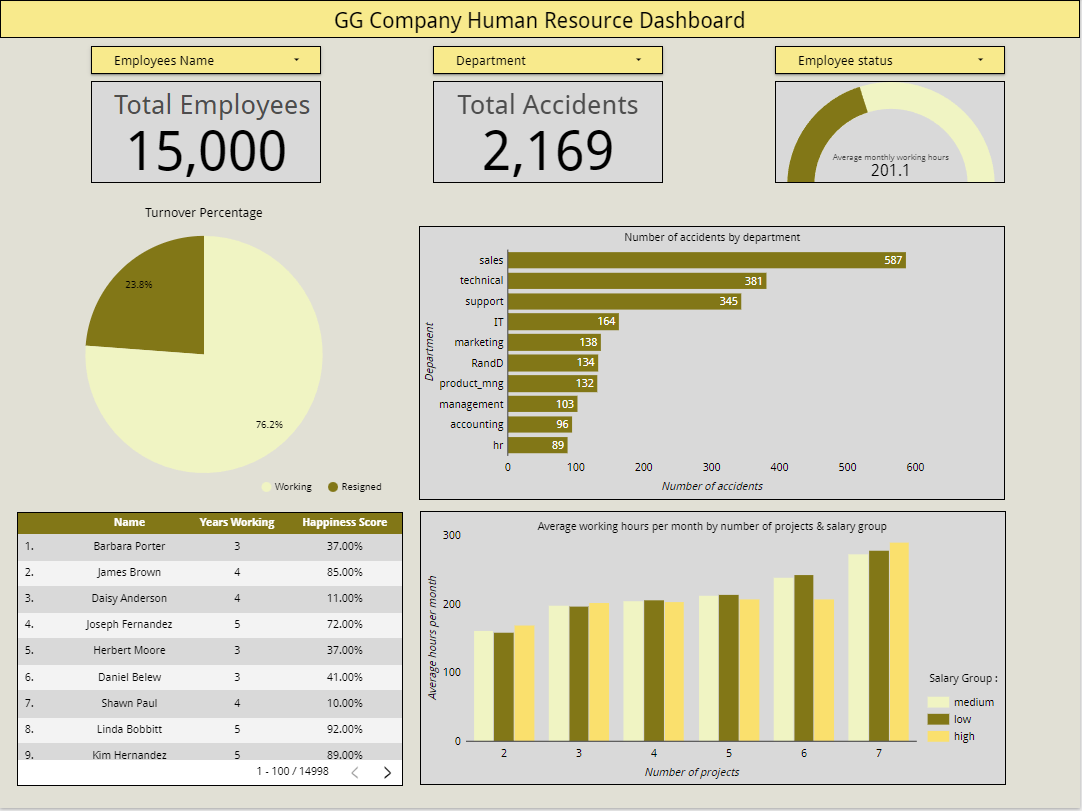 GG Company Human Resource Dashboard
Employees Name
Department
Employee status
Total Employees
15,000
Total Accidents
2,169
Average monthly working hours
201.1
Turnover Percentage
23.8%
76.2%
Working
Resigned
Number of accidents by department
Department
sales 587
technical 381
support 345
IT 164
marketing 138
RandD 134
product_mng 132
management 103
accounting 96
hr 89
0 100 200 300 400 500 600
Number of accidents
Name Years Working Happiness Score
1. Barbara Porter 3 37.00%
2. James Brown 4 85.00%
3. Daisy Anderson 4 11.00%
4. Joseph Fernandez 5 72.00%
5. Herbert Moore 3 37.00%
6. Daniel Belew 3 41.00%
7. Shawn Paul 4 10.00%
8. Linda Bobbitt 5 92.00%
9. Kim Hernandez 5 89.00%
1 - 100 / 14998
Average working hours per month by number of projects & salary group
Average hours per month
300
200
100
0
2 3 4 5 6 7
Number of projects
Salary Group :
medium
low
high